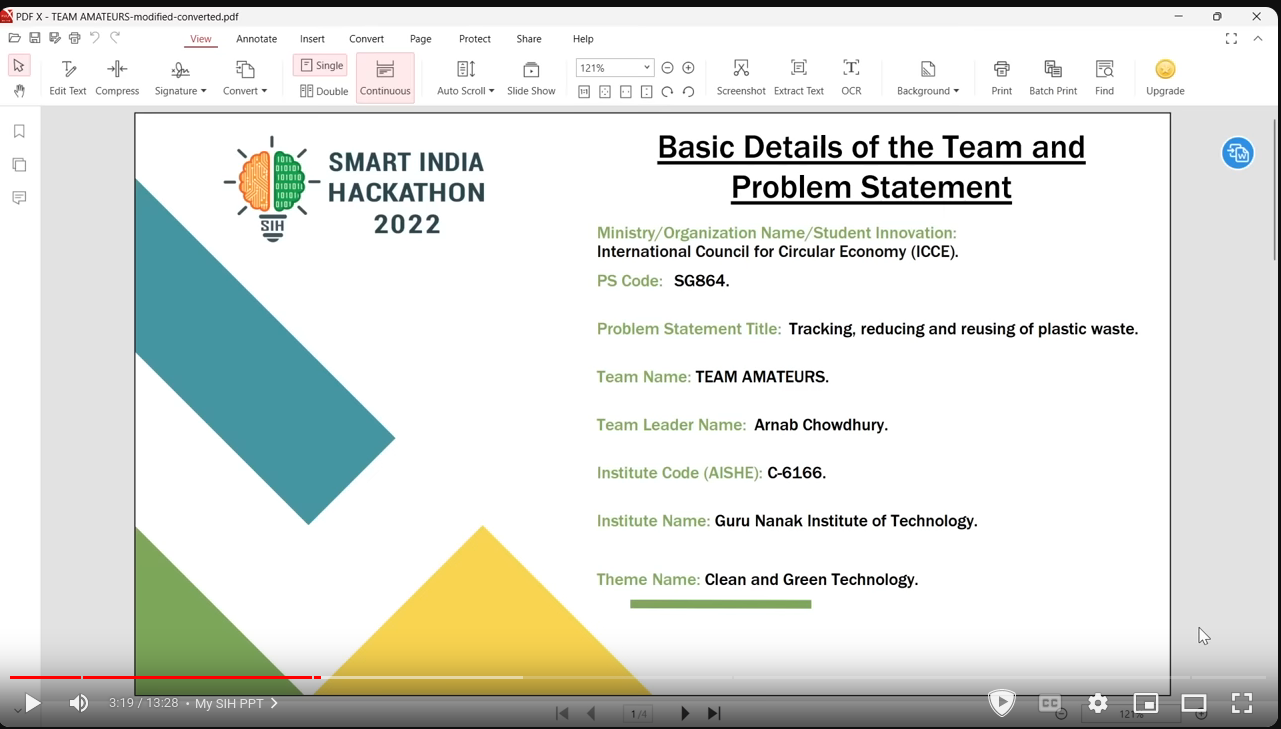 PDF X - TEAM AMATEURS-modified-converted.pdf
View Annotate Insert Convert Page Protect Share Help
Single
121%
Edit Text Compress Signature Convert Double Continuous Auto Scroll Slide Show Screenshot Extract Text OCR Background Print Batch Print Find Upgrade
SMART INDIA
HACKATHON
2022
SIH
Basic Details of the Team and
Problem Statement
Ministry/Organization Name/Student Innovation:
International Council for Circular Economy (ICCE).
PS Code: SG864.
Problem Statement Title: Tracking, reducing and reusing of plastic waste.
Team Name: TEAM AMATEURS.
Team Leader Name: Arnab Chowdhury.
Institute Code (AISHE): C-6166.
Institute Name: Guru Nanak Institute of Technology.
Theme Name: Clean and Green Technology.
3:19 / 13:28 • My SIH PPT
1/4
CC
121%